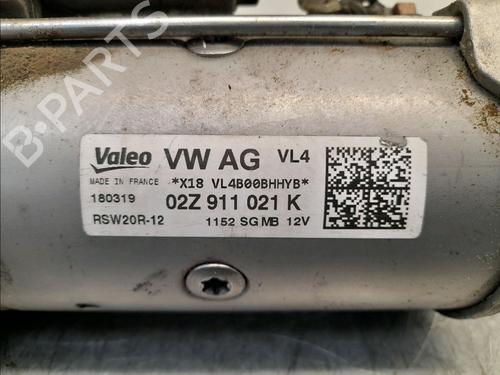 Valeo VW AG VL4
MADE IN FRANCE *X18 VL4B00BHHYB*
180319 02Z 911 021 K
RSW20R-12 1152 SG MB 12V
B-Parts